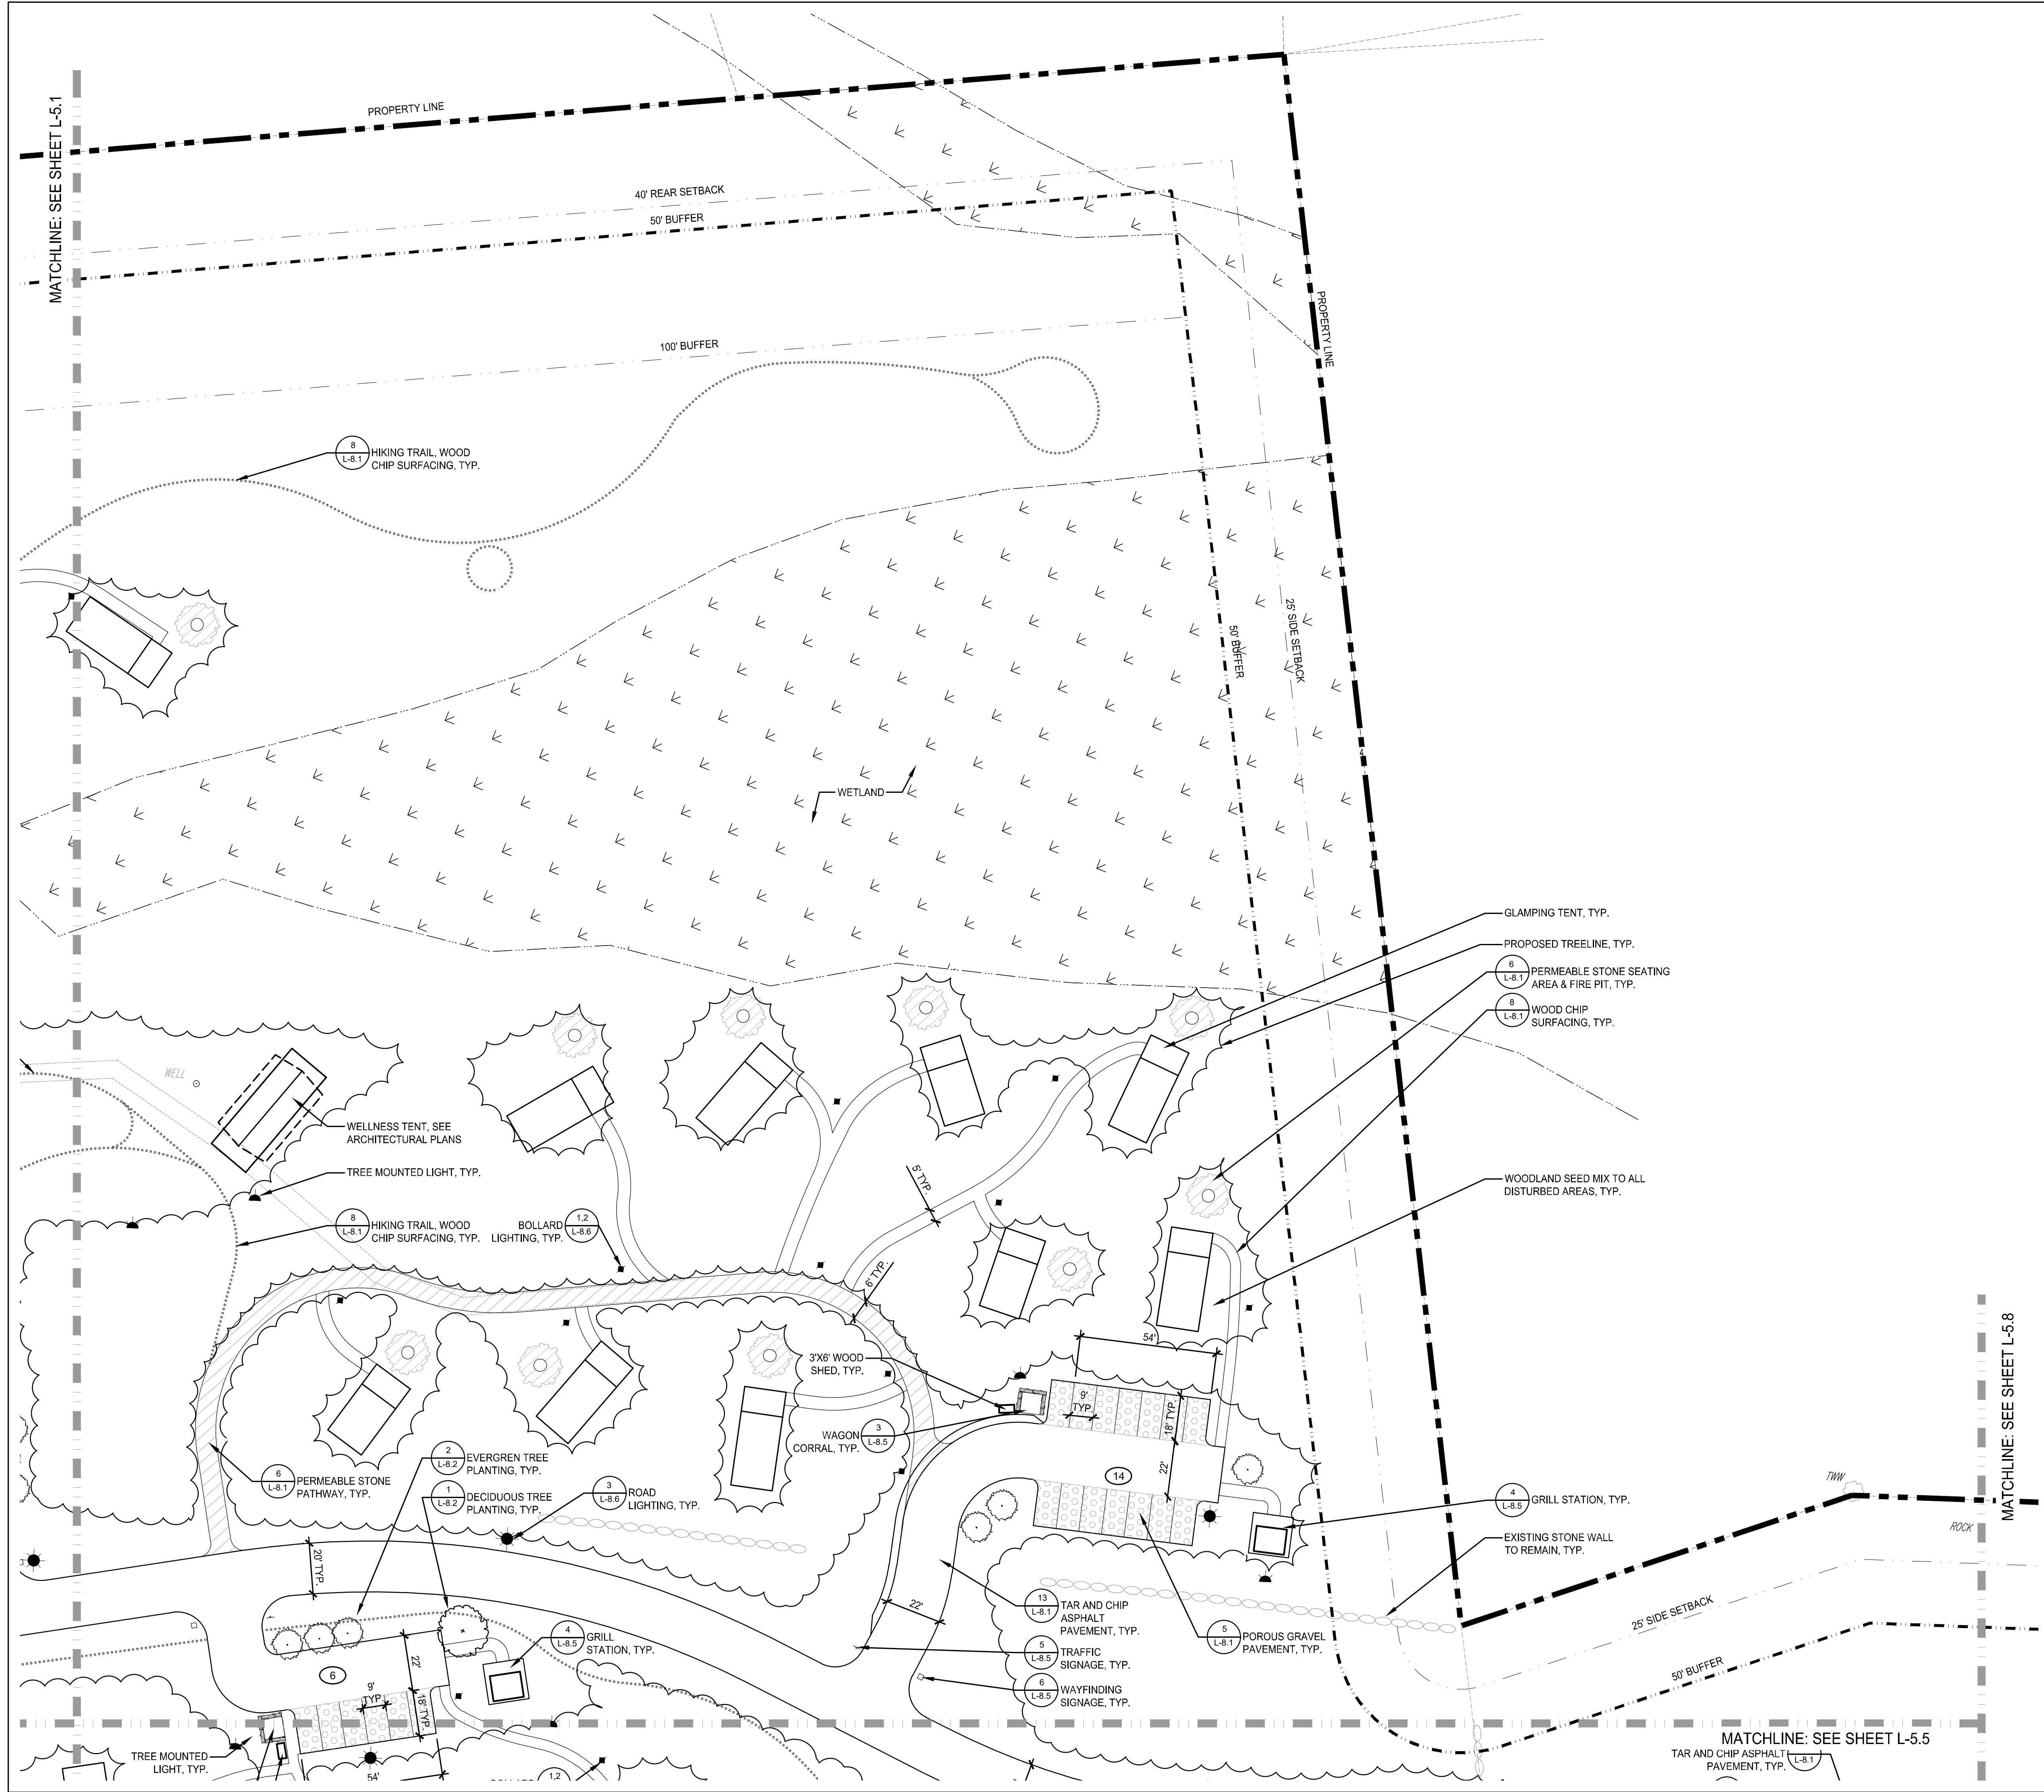 MATCHLINE: SEE SHEET L-5.1
PROPERTY LINE
40' REAR SETBACK
50' BUFFER
PROPERTY LINE
100' BUFFER
8
L-8.1
HIKING TRAIL, WOOD
CHIP SURFACING, TYP.
50' BUFFER
25' SIDE SETBACK
WETLAND
GLAMPING TENT, TYP.
PROPOSED TREELINE, TYP.
6
L-8.1
PERMEABLE STONE SEATING
AREA & FIRE PIT, TYP.
8
L-8.1
WOOD CHIP
SURFACING, TYP.
WELL
WELLNESS TENT, SEE
ARCHITECTURAL PLANS
TREE MOUNTED LIGHT, TYP.
5' TYP.
WOODLAND SEED MIX TO ALL
DISTURBED AREAS, TYP.
8
L-8.1
HIKING TRAIL, WOOD
CHIP SURFACING, TYP.
BOLLARD
LIGHTING, TYP.
1,2
L-8.6
6' TYP.
54'
3'X6' WOOD
SHED, TYP.
9'
TYP.
18' TYP.
WAGON
CORRAL, TYP.
3
L-8.5
MATCHLINE: SEE SHEET L-5.8
2
L-8.2
EVERGREN TREE
PLANTING, TYP.
6
L-8.1
PERMEABLE STONE
PATHWAY, TYP.
1
L-8.2
DECIDUOUS TREE
PLANTING, TYP.
3
L-8.6
ROAD
LIGHTING, TYP.
14
22'
TWW
ROCK
4
L-8.5
GRILL STATION, TYP.
EXISTING STONE WALL
TO REMAIN, TYP.
20' TYP.
22'
13
L-8.1
TAR AND CHIP
ASPHALT
PAVEMENT, TYP.
5
L-8.5
TRAFFIC
SIGNAGE, TYP.
6
L-8.5
WAYFINDING
SIGNAGE, TYP.
5
L-8.1
POROUS GRAVEL
PAVEMENT, TYP.
25' SIDE SETBACK
50' BUFFER
4
L-8.5
GRILL
STATION, TYP.
6
22'
9'
TYP.
18' TYP.
TREE MOUNTED
LIGHT, TYP.
54'
1,2
MATCHLINE: SEE SHEET L-5.5
TAR AND CHIP ASPHALT
PAVEMENT, TYP.
L-8.1